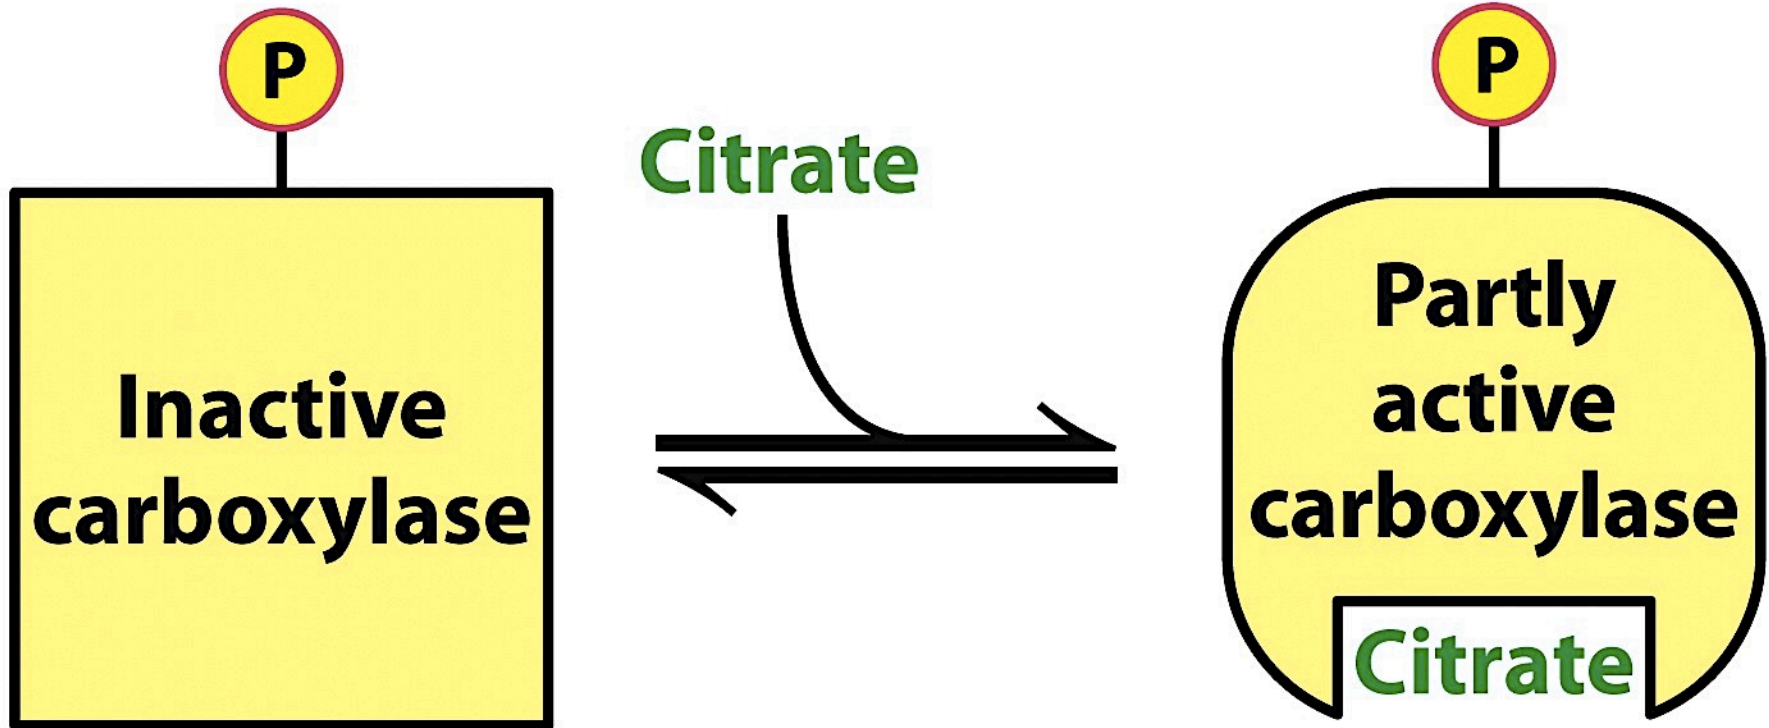 P
Inactive
carboxylase
Citrate
P
Partly
active
carboxylase
Citrate